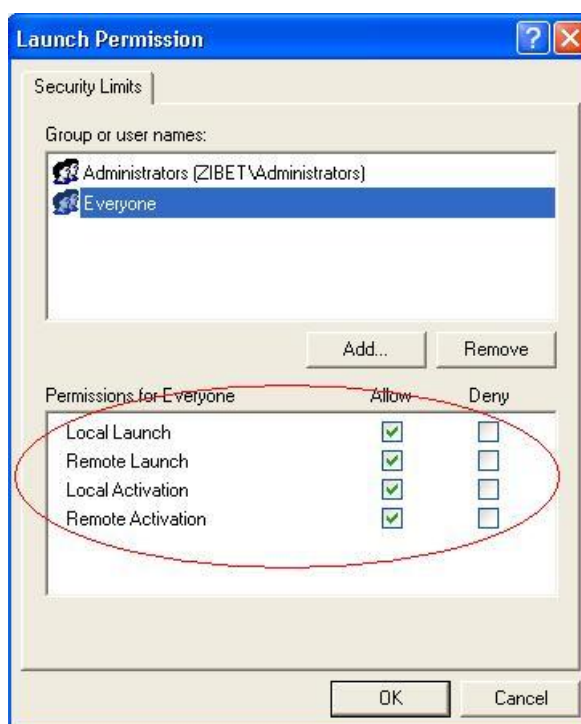 Launch Permission
Security Limits
Group or user names:
Administrators (ZIBET\Administrators)
Everyone
Add... Remove
Permissions for Everyone Allow Deny
Local Launch
Remote Launch
Local Activation
Remote Activation
OK Cancel